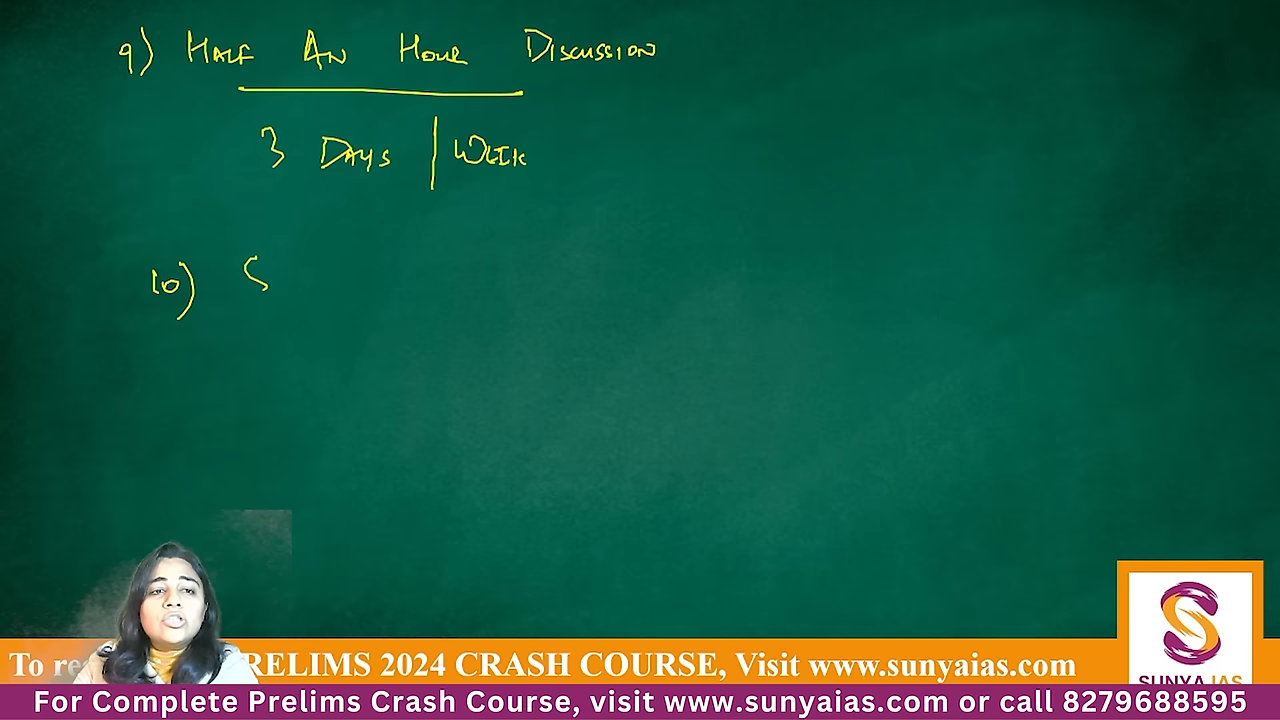 9) HALF AN HOUR DISCUSSION
3 DAYS | WEEK
10) S
To re RELIMS 2024 CRASH COURSE, Visit www.sunyaias.com
SUNYA IAS
For Complete Prelims Crash Course, visit www.sunyaias.com or call 8279688595